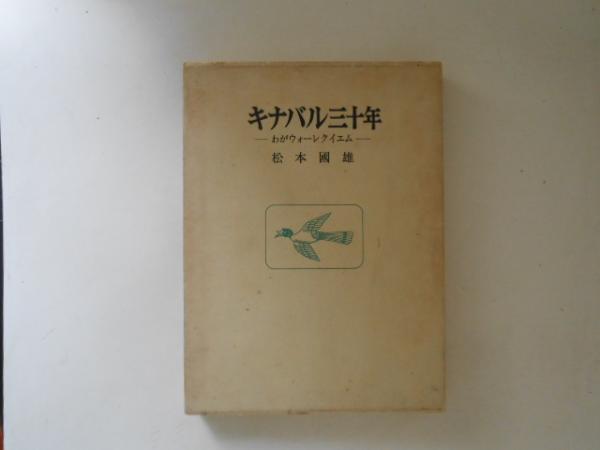 キナバル三十年
—わがウォーレクイエム—
松本國雄